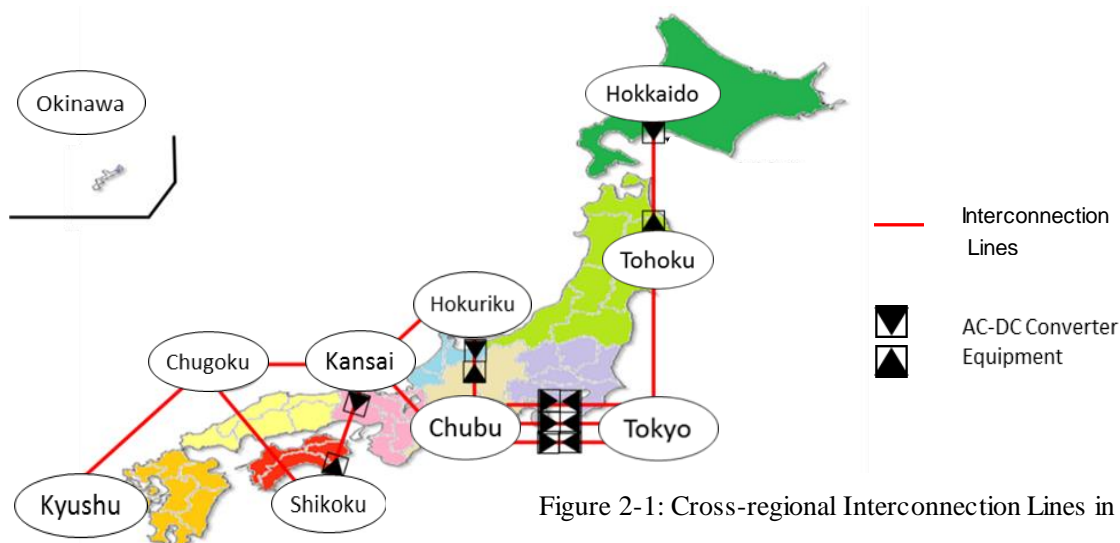 Okinawa
Hokkaido
Interconnection
Lines
Tohoku
Hokuriku
AC-DC Converter
Equipment
Chugoku
Kansai
Chubu
Tokyo
Kyushu
Shikoku
Figure 2-1: Cross-regional Interconnection Lines in